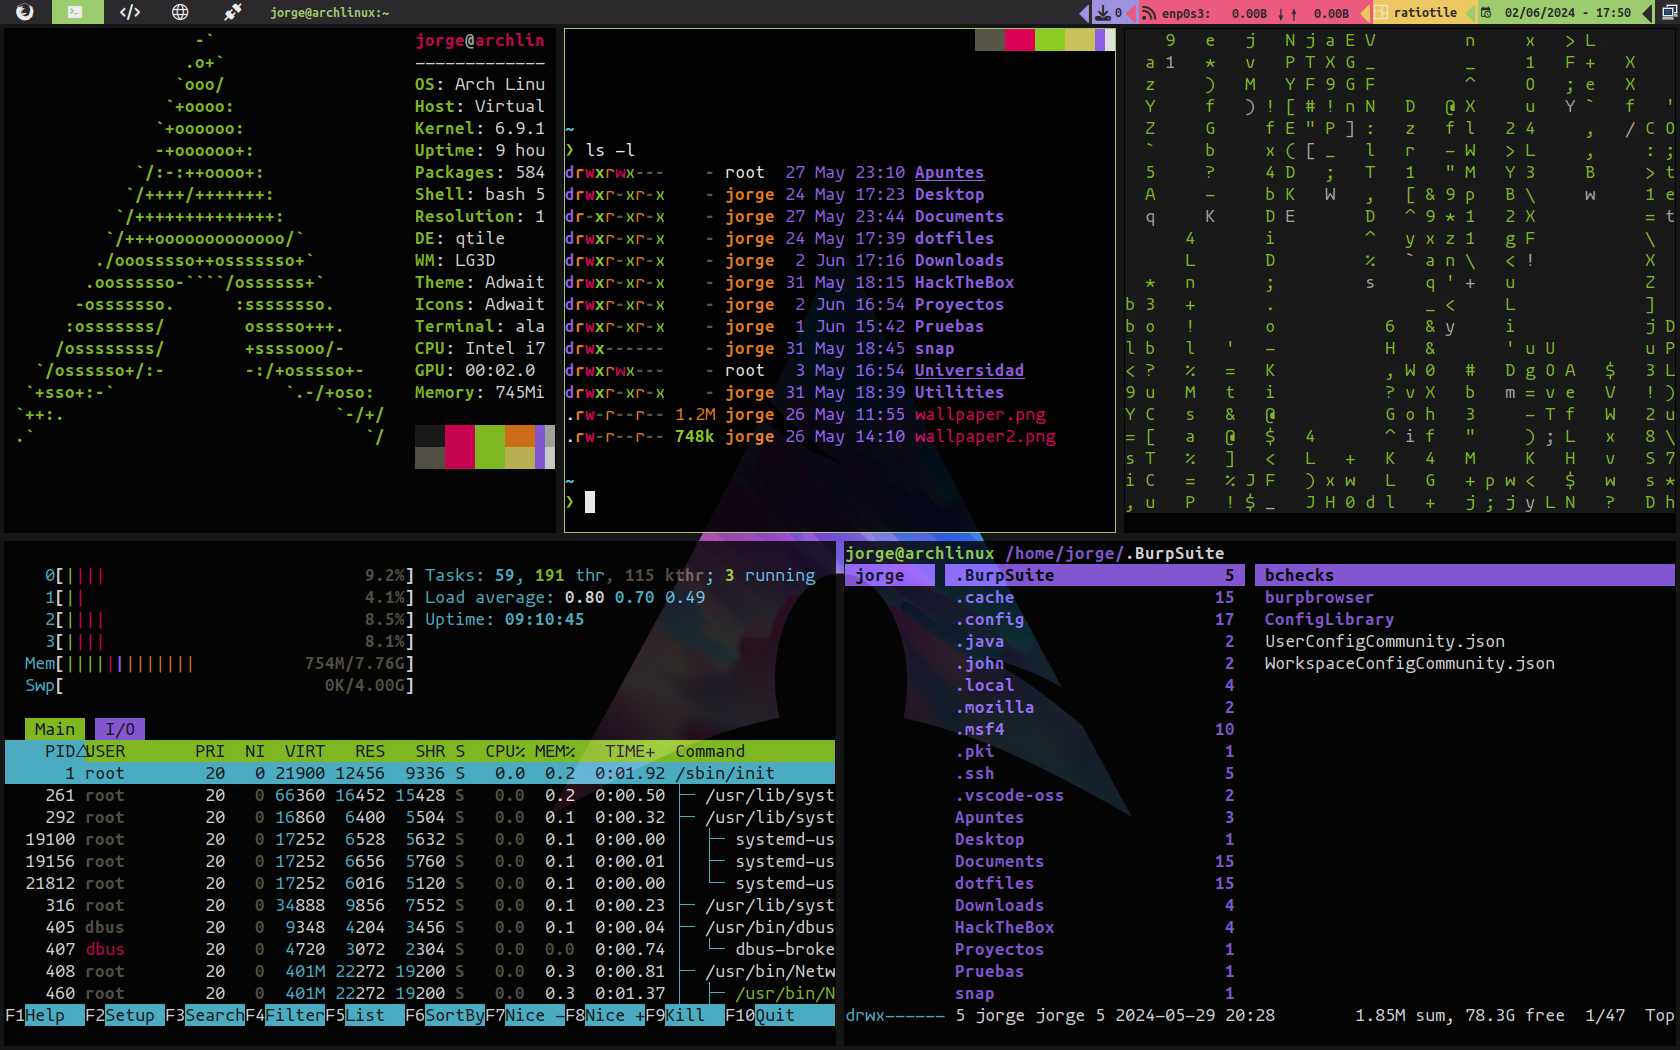 jorge@archlinux:~
0
enp0s3: 0.00B ↓ ↑ 0.00B
ratiotile
02/06/2024 - 17:50
-`
.o+`
`ooo/
`+oooo:
`+oooooo:
-+oooooo+:
`/:-:++oooo+:
`/++++/+++++++:
`/++++++++++++++:
`/+++ooooooooooooo/`
./ooosssso++osssssso+`
.oossssso-````/ossssss+`
-osssssso. :ssssssso.
:osssssss/ osssso+++.
/ossssssss/ +ssssooo/-
`/ossssso+/:- -:/+osssso+-
`+sso+:-` `.-/+oso:
`++:. `-/+/
.` `/
jorge@archlin
-------------
OS: Arch Linu
Host: Virtual
Kernel: 6.9.1
Uptime: 9 hou
Packages: 584
Shell: bash 5
Resolution: 1
DE: qtile
WM: LG3D
Theme: Adwait
Icons: Adwait
Terminal: ala
CPU: Intel i7
GPU: 00:02.0
Memory: 745Mi
~
❯ ls -l
drwxrwx--- - root 27 May 23:10 Apuntes
drwxr-xr-x - jorge 24 May 17:23 Desktop
drwxr-xr-x - jorge 27 May 23:44 Documents
drwxr-xr-x - jorge 24 May 17:39 dotfiles
drwxr-xr-x - jorge 2 Jun 17:16 Downloads
drwxr-xr-x - jorge 31 May 18:15 HackTheBox
drwxr-xr-x - jorge 2 Jun 16:54 Proyectos
drwxr-xr-x - jorge 1 Jun 15:42 Pruebas
drwx------ - jorge 31 May 18:45 snap
drwxrwx--- - root 3 May 16:54 Universidad
drwxr-xr-x - jorge 31 May 18:39 Utilities
.rw-r--r-- 1.2M jorge 26 May 11:55 wallpaper.png
.rw-r--r-- 748k jorge 26 May 14:10 wallpaper2.png
~
❯
0[|||| 9.2%] Tasks: 59, 191 thr, 115 kthr; 3 running
1[|| 4.1%] Load average: 0.80 0.70 0.49
2[|||| 8.5%] Uptime: 09:10:45
3[|||| 8.1%]
Mem[||||||||||||| 754M/7.76G]
Swp[ 0K/4.00G]
Main I/O
PID△USER PRI NI VIRT RES SHR S CPU% MEM% TIME+ Command
1 root 20 0 21900 12456 9336 S 0.0 0.2 0:01.92 /sbin/init
261 root 20 0 66360 16452 15428 S 0.0 0.2 0:00.50 ├─ /usr/lib/syst
292 root 20 0 16860 6400 5504 S 0.0 0.1 0:00.32 ├─ /usr/lib/syst
19100 root 20 0 17252 6528 5632 S 0.0 0.1 0:00.00 │ ├─ systemd-us
19156 root 20 0 17252 6656 5760 S 0.0 0.1 0:00.01 │ ├─ systemd-us
21812 root 20 0 17252 6016 5120 S 0.0 0.1 0:00.00 │ └─ systemd-us
316 root 20 0 34888 9856 7552 S 0.0 0.1 0:00.23 ├─ /usr/lib/syst
405 dbus 20 0 9348 4204 3456 S 0.0 0.1 0:00.04 ├─ /usr/bin/dbus
407 dbus 20 0 4720 3072 2304 S 0.0 0.0 0:00.74 │ └─ dbus-broke
408 root 20 0 401M 22272 19200 S 0.0 0.3 0:00.81 ├─ /usr/bin/Netw
460 root 20 0 401M 22272 19200 S 0.0 0.3 0:01.37 │ ├─ /usr/bin/N
F1Help F2Setup F3SearchF4FilterF5List F6SortByF7Nice -F8Nice +F9Kill F10Quit
jorge@archlinux /home/jorge/.BurpSuite
jorge .BurpSuite 5 bchecks
.cache 15 burpbrowser
.config 17 ConfigLibrary
.java 2 UserConfigCommunity.json
.john 2 WorkspaceConfigCommunity.json
.local 4
.mozilla 2
.msf4 10
.pki 1
.ssh 5
.vscode-oss 2
Apuntes 3
Desktop 1
Documents 15
dotfiles 15
Downloads 4
HackTheBox 4
Proyectos 1
Pruebas 1
snap 1
drwx------ 5 jorge jorge 5 2024-05-29 20:28 1.85M sum, 78.3G free 1/47 Top